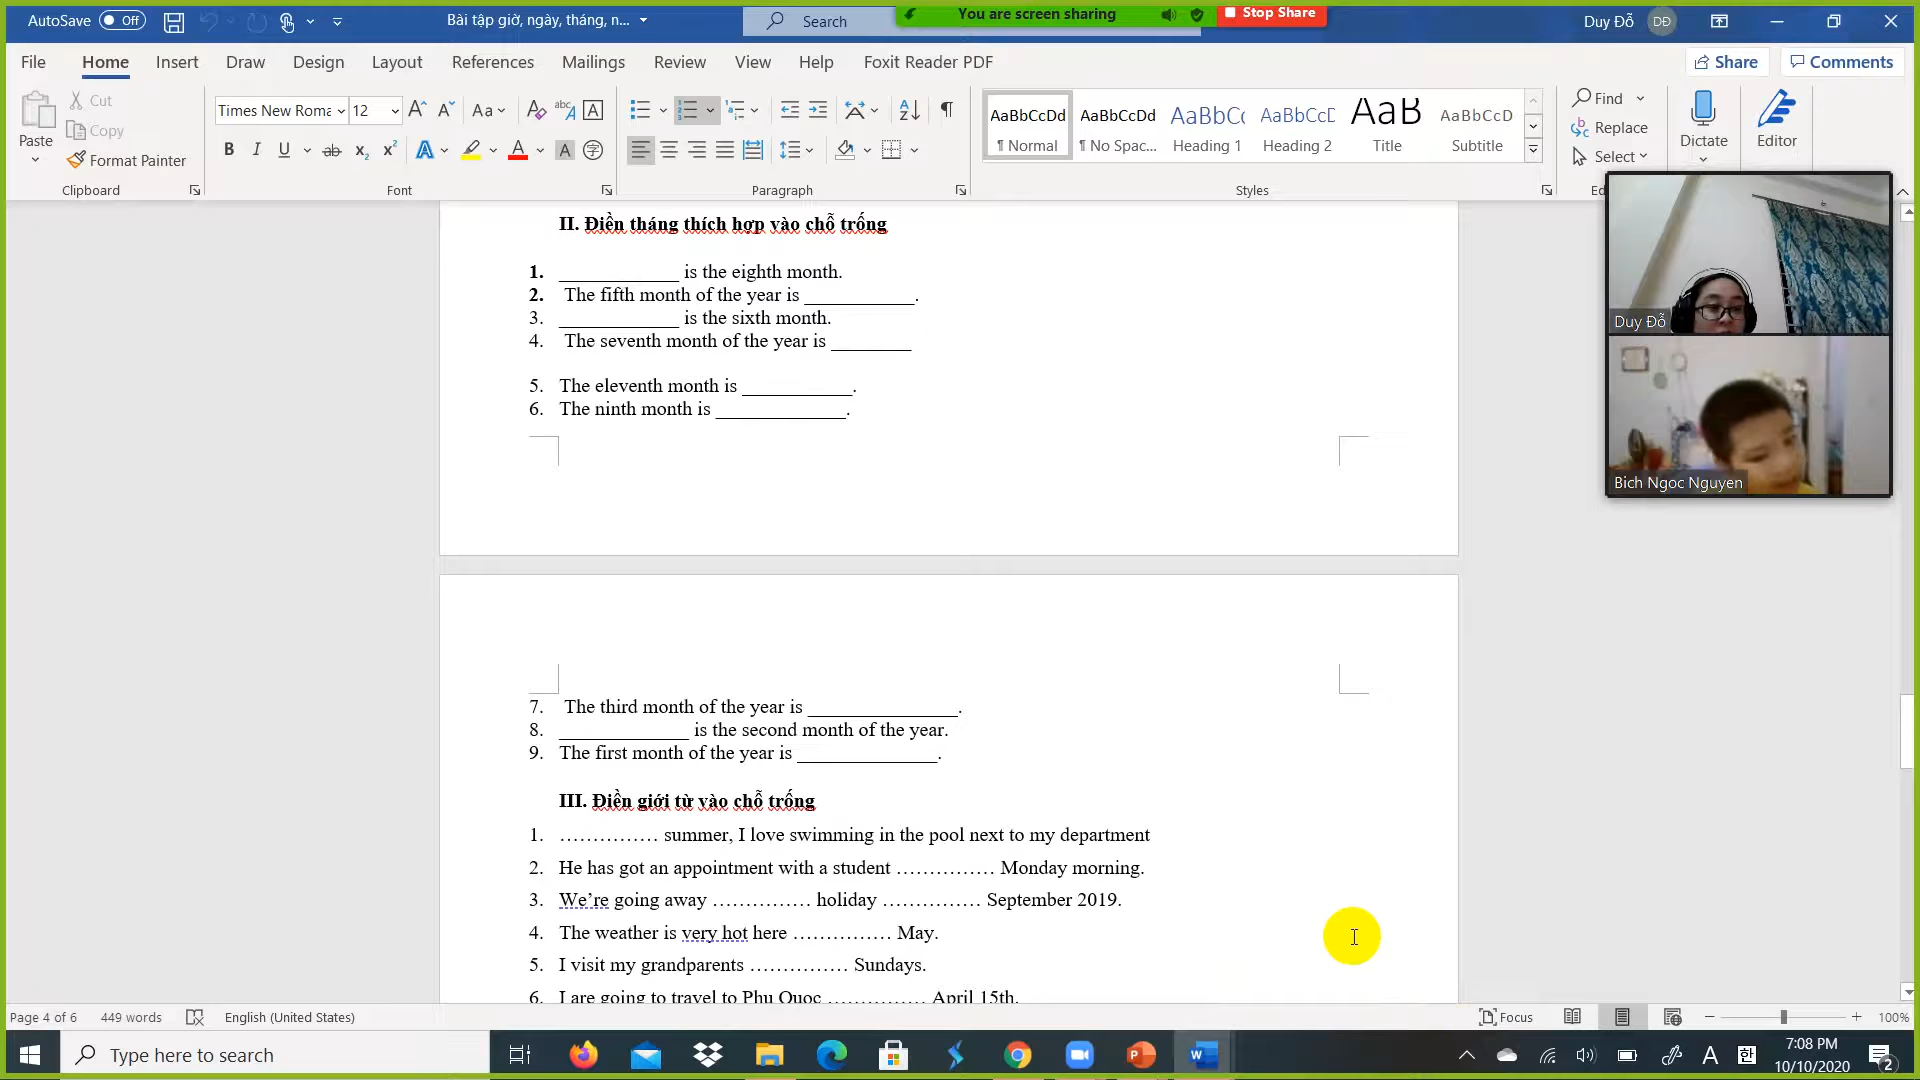 AutoSave Off
Bài tập giờ, ngày, tháng, n...
Search
You are screen sharing
Stop Share
Duy Đỗ DĐ
File Home Insert Draw Design Layout References Mailings Review View Help Foxit Reader PDF
Share
Comments
Paste
Cut
Copy
Format Painter
Clipboard
Times New Roma 12
Font
Paragraph
AaBbCcDd AaBbCcDd AaBbCc AaBbCcD AaB AaBbCcD
¶ Normal ¶ No Spac... Heading 1 Heading 2 Title Subtitle
Styles
Find
Replace
Select
Dictate
Editor
II. Điền tháng thích hợp vào chỗ trống
1. ____________ is the eighth month.
2. The fifth month of the year is ___________.
3. ____________ is the sixth month.
4. The seventh month of the year is ________
5. The eleventh month is ___________.
6. The ninth month is _____________.
7. The third month of the year is _______________.
8. _____________ is the second month of the year.
9. The first month of the year is ______________.
III. Điền giới từ vào chỗ trống
1. …………… summer, I love swimming in the pool next to my department
2. He has got an appointment with a student …………… Monday morning.
3. We’re going away …………… holiday …………… September 2019.
4. The weather is very hot here …………… May.
5. I visit my grandparents …………… Sundays.
6. I are going to travel to Phu Quoc …………… April 15th.
Duy Đỗ
Bich Ngoc Nguyen
Page 4 of 6 449 words English (United States)
Focus
100%
Type here to search
A 한
7:08 PM
10/10/2020
2